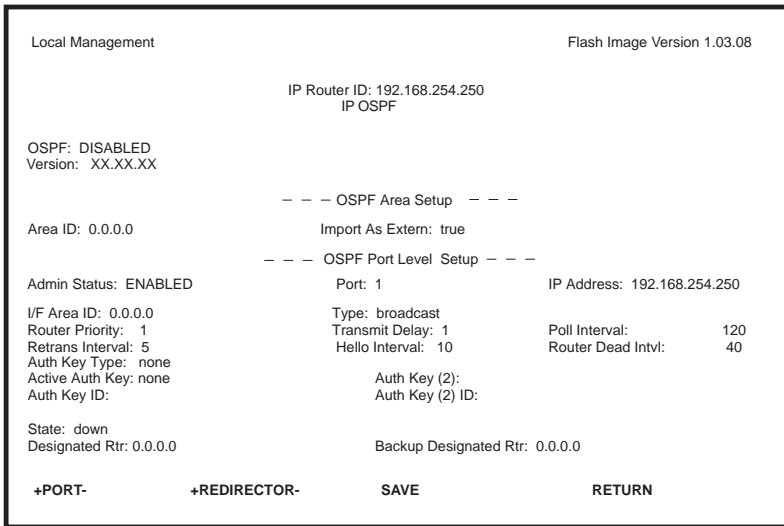 Local Management Flash Image Version 1.03.08
IP Router ID: 192.168.254.250
IP OSPF
OSPF: DISABLED
Version: XX.XX.XX
– – – OSPF Area Setup – – –
Area ID: 0.0.0.0 Import As Extern: true
– – – OSPF Port Level Setup – – –
Admin Status: ENABLED Port: 1 IP Address: 192.168.254.250
I/F Area ID: 0.0.0.0 Type: broadcast
Router Priority: 1 Transmit Delay: 1 Poll Interval: 120
Retrans Interval: 5 Hello Interval: 10 Router Dead Intvl: 40
Auth Key Type: none
Active Auth Key: none Auth Key (2):
Auth Key ID: Auth Key (2) ID:
State: down
Designated Rtr: 0.0.0.0 Backup Designated Rtr: 0.0.0.0
+PORT- +REDIRECTOR- SAVE RETURN